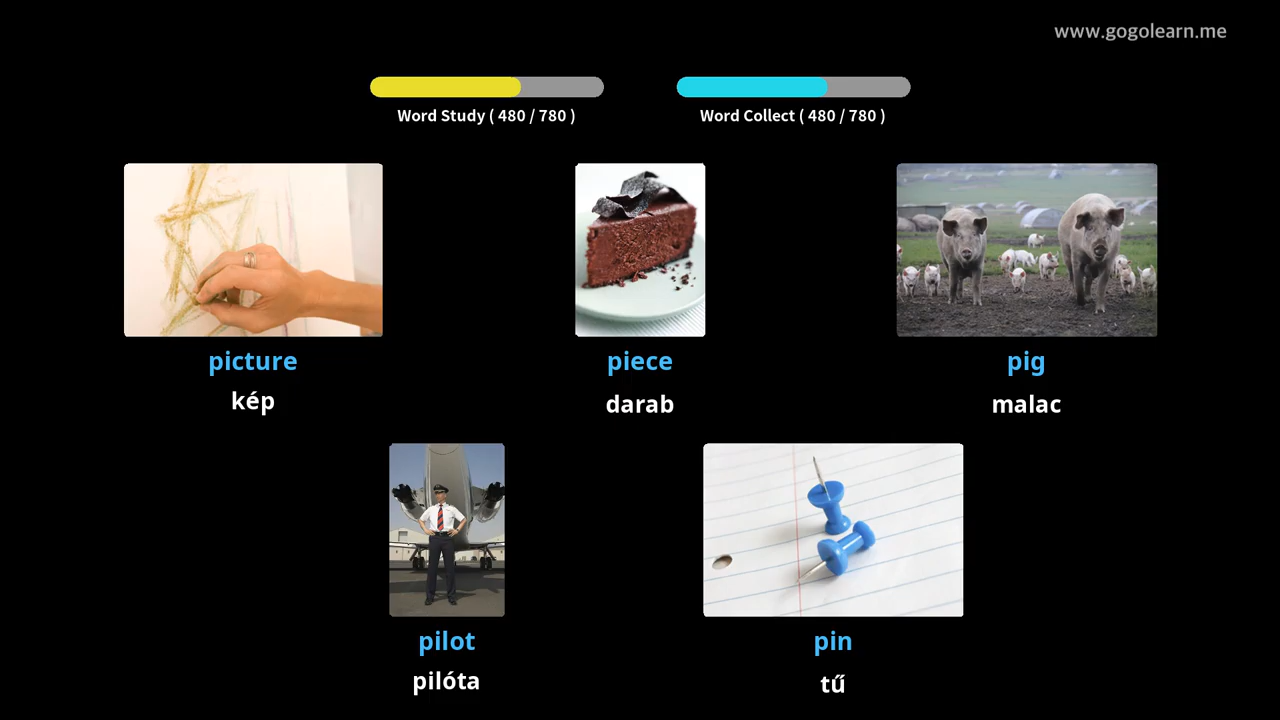 www.gogolearn.me
Word Study ( 480 / 780 )
Word Collect ( 480 / 780 )
picture
piece
pig
kép
darab
malac
pilot
pin
pilóta
tű